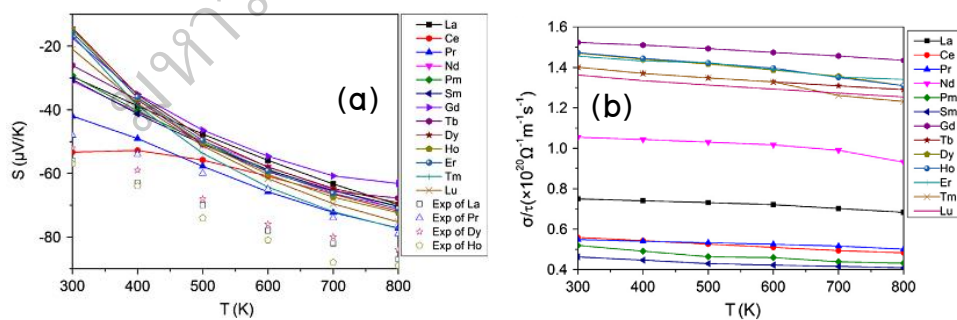 -20
-40
-60
-80
300
400
500
600
700
800
S (μV/K)
T (K)
(a)
La
Ce
Pr
Nd
Pm
Sm
Gd
Tb
Dy
Ho
Er
Tm
Lu
Exp of La
Exp of Pr
Exp of Dy
Exp of Ho
1.6
1.4
1.2
1.0
0.8
0.6
0.4
300
400
500
600
700
800
σ/τ(×10²⁰Ω⁻¹m⁻¹s⁻¹)
T (K)
(b)
La
Ce
Pr
Nd
Pm
Sm
Gd
Tb
Dy
Ho
Er
Tm
Lu